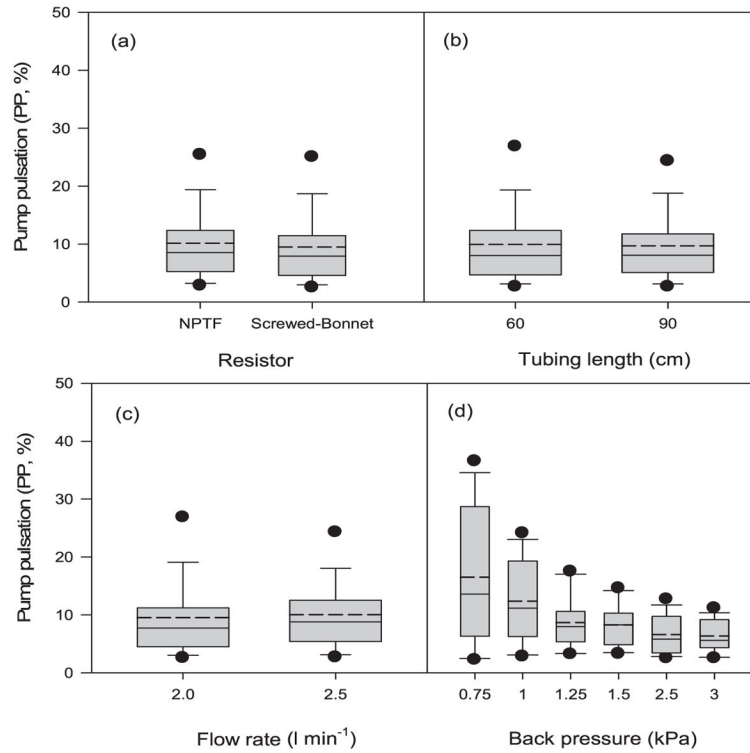 Pump pulsation (PP, %)
50
40
30
20
10
0
(a)
NPTF Screwed-Bonnet
Resistor
(b)
60 90
Tubing length (cm)
Pump pulsation (PP, %)
50
40
30
20
10
0
(c)
2.0 2.5
Flow rate (l min⁻¹)
(d)
0.75 1 1.25 1.5 2.5 3
Back pressure (kPa)